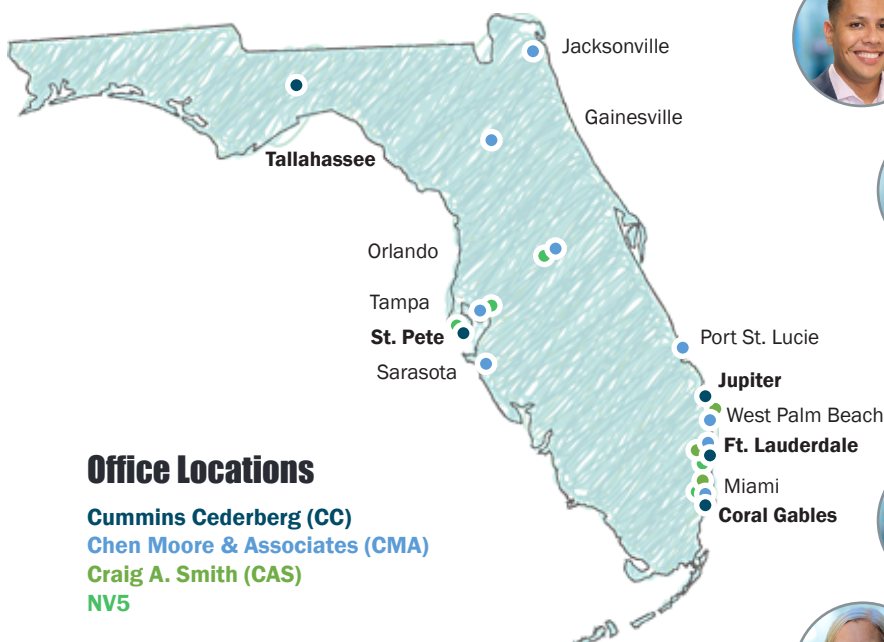 Jacksonville
Gainesville
Tallahassee
Orlando
Tampa
St. Pete
Port St. Lucie
Sarasota
Jupiter
West Palm Beach
Ft. Lauderdale
Miami
Coral Gables
Office Locations
Cummins Cederberg (CC)
Chen Moore & Associates (CMA)
Craig A. Smith (CAS)
NV5